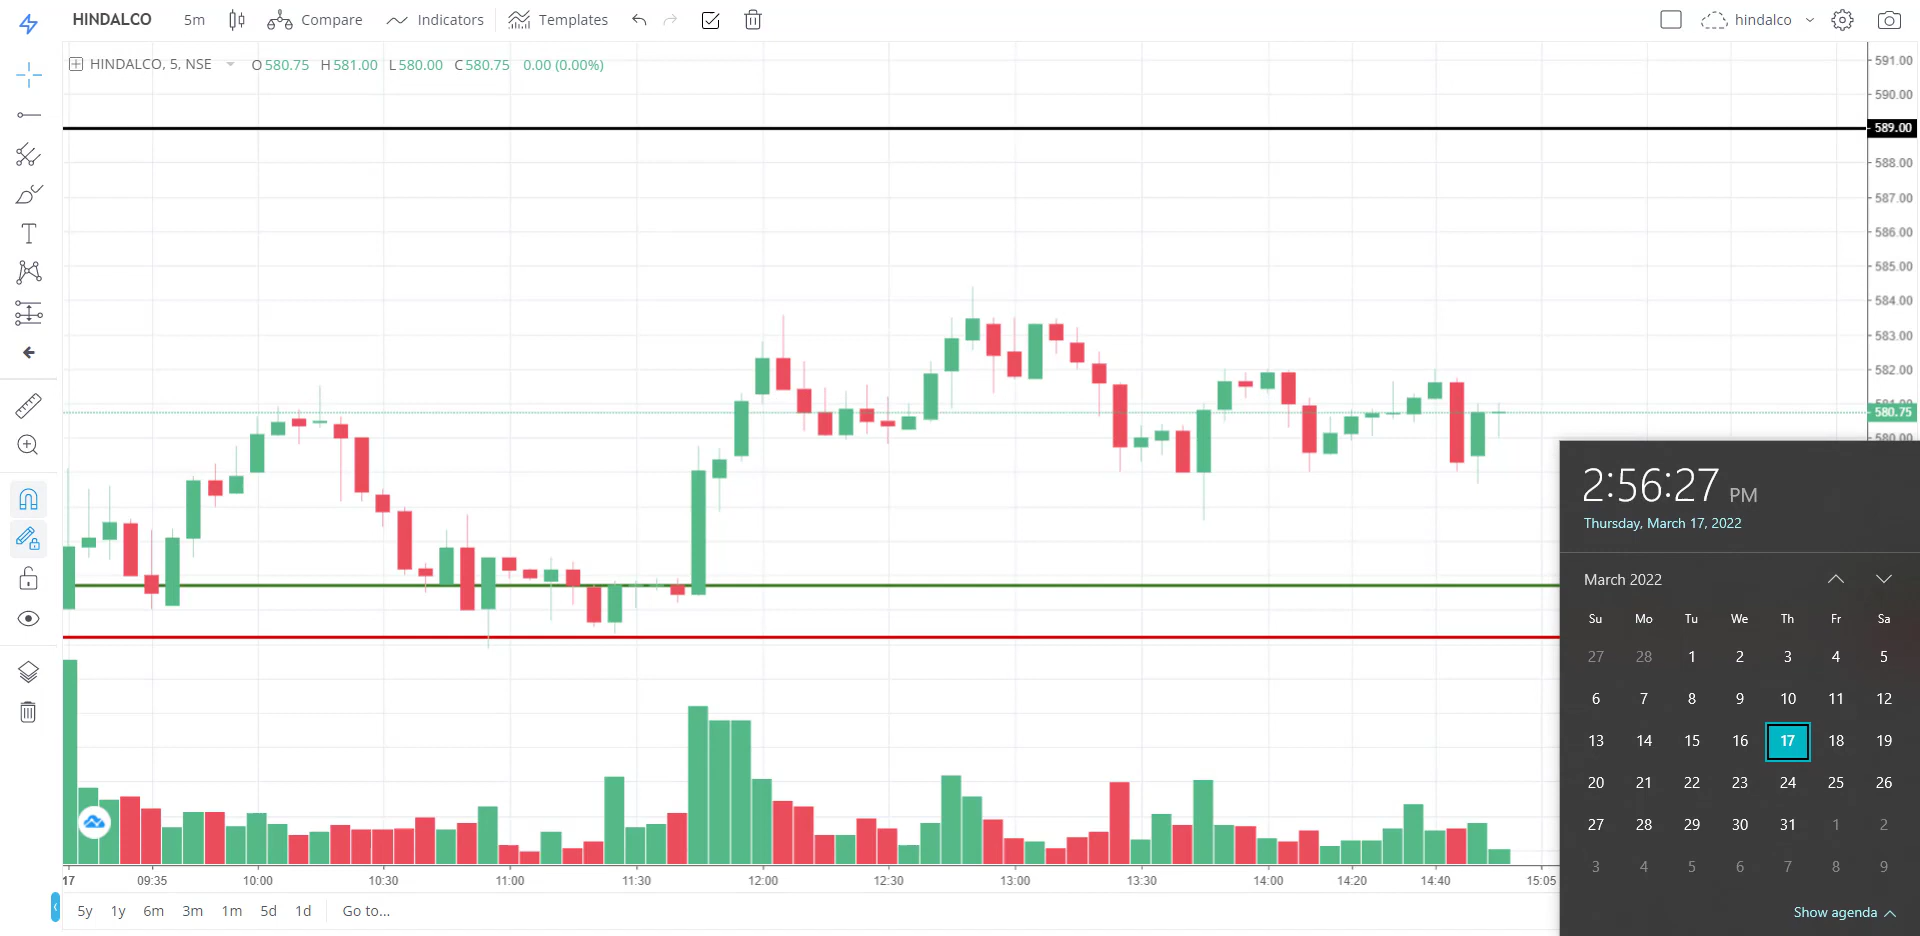 HINDALCO 5m Compare Indicators Templates hindalco
HINDALCO, 5, NSE O580.75 H581.00 L580.00 C580.75 0.00 (0.00%)
591.00
590.00
589.00
588.00
587.00
586.00
585.00
584.00
583.00
582.00
580.75
580.00
2:56:27 PM
Thursday, March 17, 2022
March 2022
Su Mo Tu We Th Fr Sa
27 28 1 2 3 4 5
6 7 8 9 10 11 12
13 14 15 16 17 18 19
20 21 22 23 24 25 26
27 28 29 30 31 1 2
3 4 5 6 7 8 9
Show agenda
17 09:35 10:00 10:30 11:00 11:30 12:00 12:30 13:00 13:30 14:00 14:20 14:40 15:05
5y 1y 6m 3m 1m 5d 1d Go to...